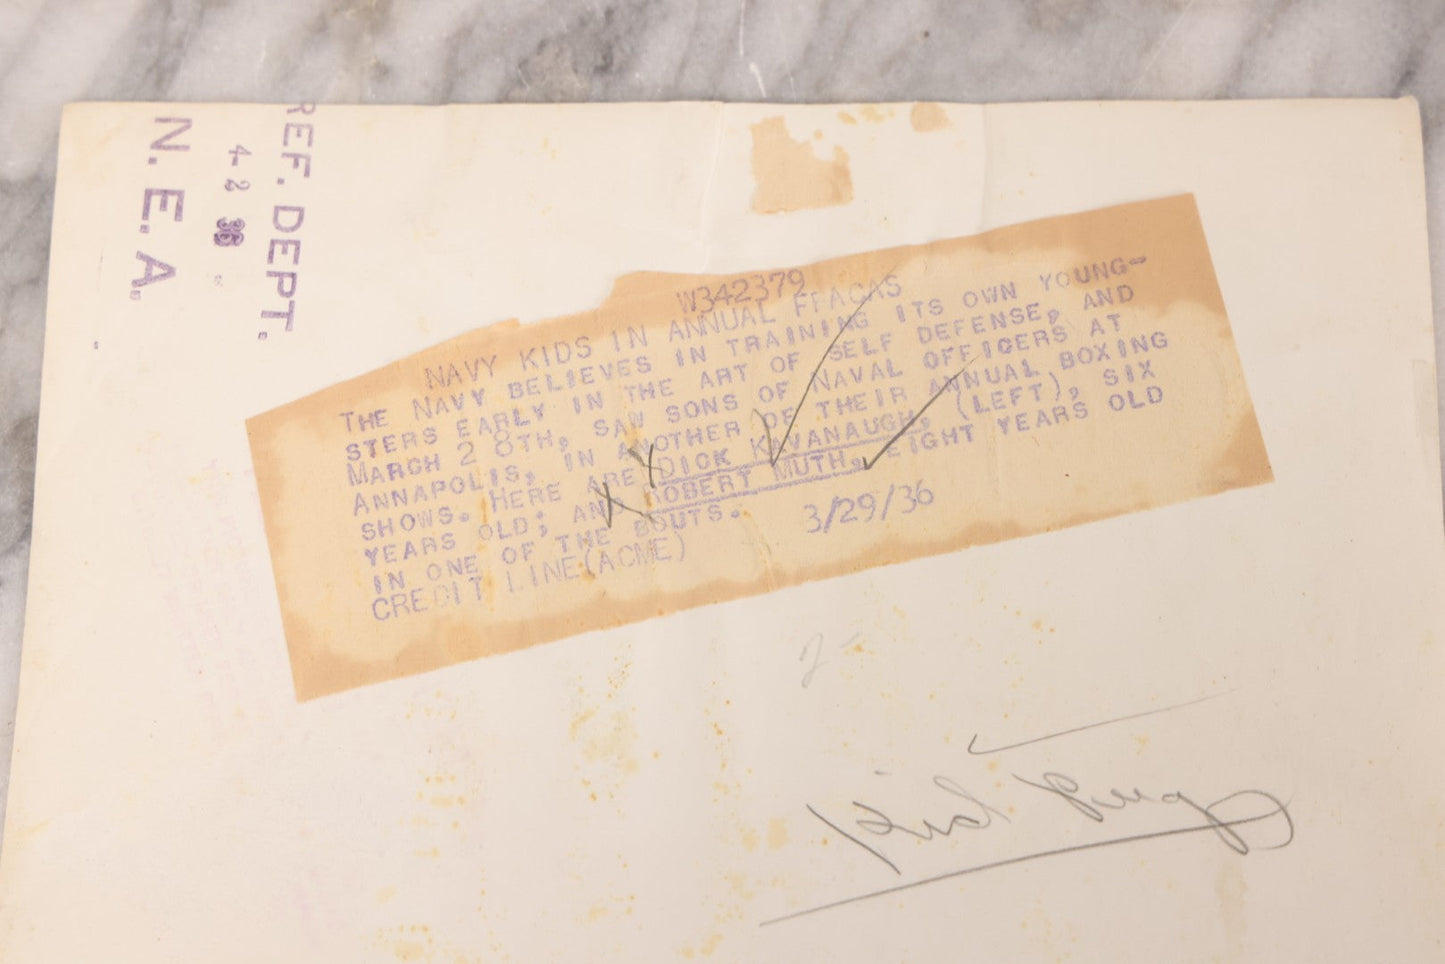 REF. DEPT.
4-2 36
N. E. A.
W342379
NAVY KIDS IN ANNUAL FFACAS
THE NAVY BELIEVES IN TRAINING ITS OWN YOUNG-
STERS EARLY IN THE ART OF SELF DEFENSE, AND
MARCH 28TH, SAW SONS OF NAVAL OFFICERS AT
ANNAPOLIS, IN ANOTHER OF THEIR ANNUAL BOXING
SHOWS. HERE ARE DICK KAVANAUGH, (LEFT), SIX
YEARS OLD; AND ROBERT MUTH, EIGHT YEARS OLD
IN ONE OF THE BOUTS.
CREDIT LINE(ACME) 3/29/36